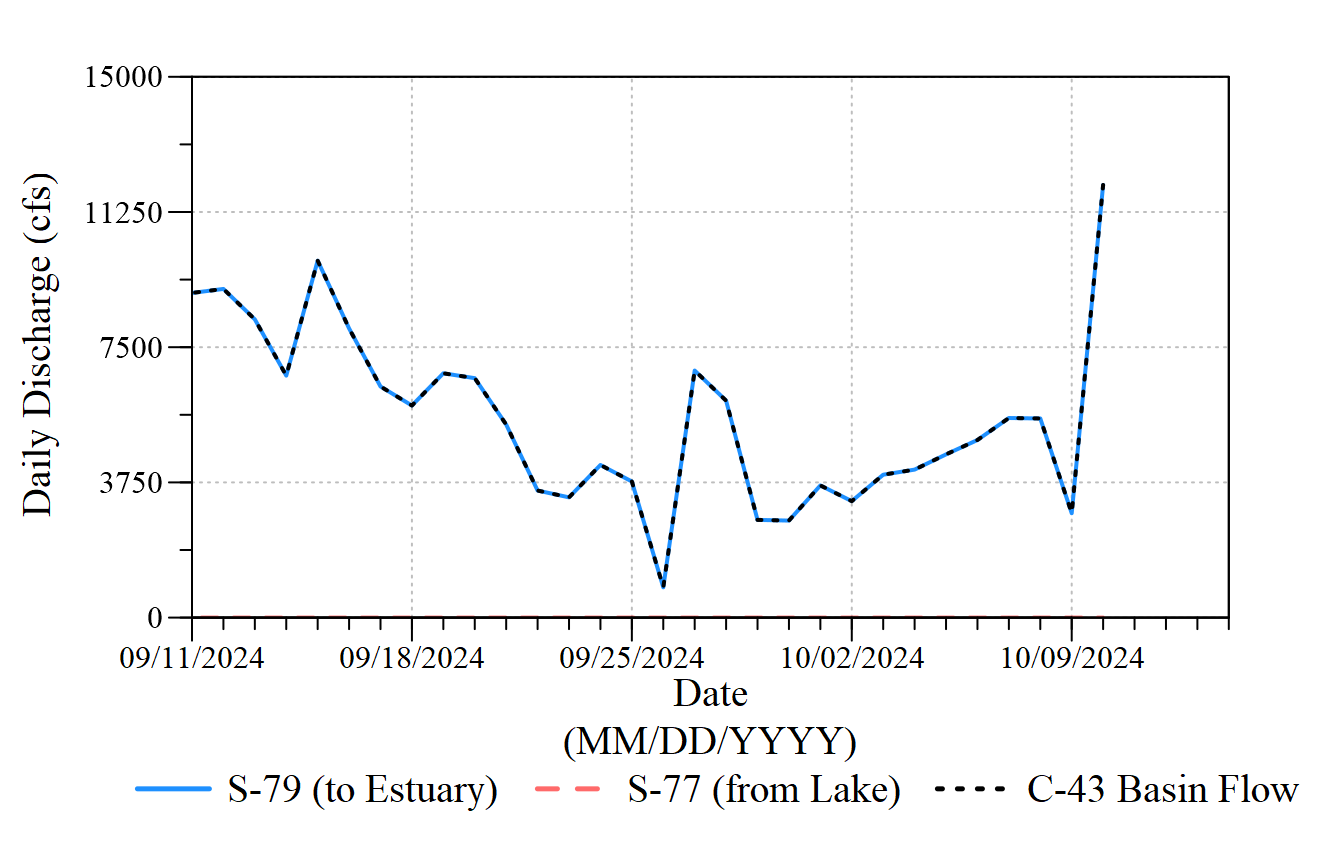 15000
11250
7500
3750
0
Daily Discharge (cfs)
09/11/2024 09/18/2024 09/25/2024 10/02/2024 10/09/2024
Date
(MM/DD/YYYY)
S-79 (to Estuary) S-77 (from Lake) C-43 Basin Flow